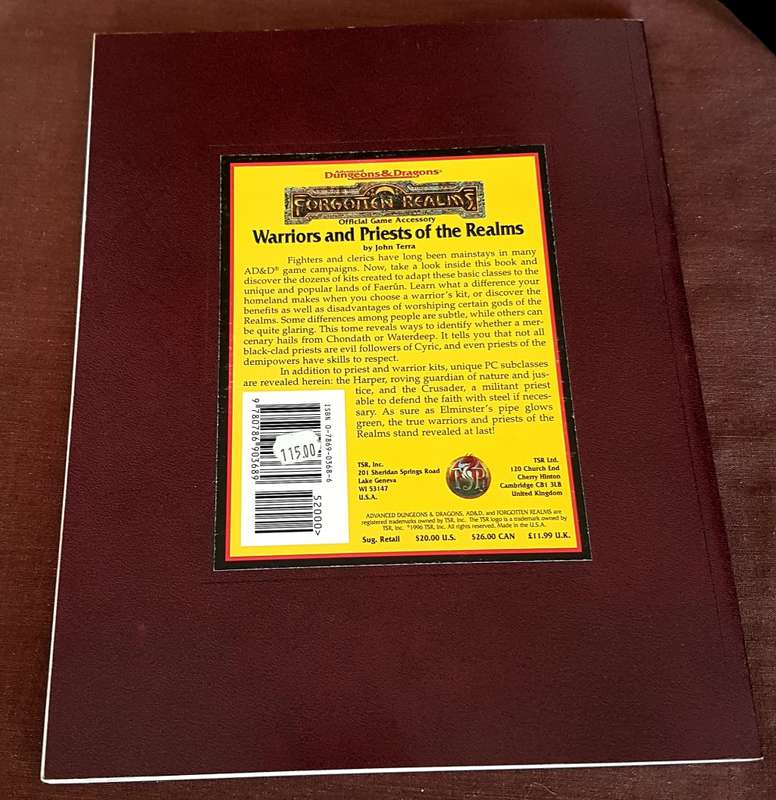 Advanced
Dungeons & Dragons®
FORGOTTEN REALMS
Official Game Accessory
Warriors and Priests of the Realms
by John Terra
Fighters and clerics have long been mainstays in many
AD&D® game campaigns. Now, take a look inside this book and
discover the dozens of kits created to adapt these basic classes to the
unique and popular lands of Faerûn. Learn what a difference your
homeland makes when you choose a warrior's kit, or discover the
benefits as well as disadvantages of worshiping certain gods of the
Realms. Some differences among people are subtle, while others can
be quite glaring. This tome reveals ways to identify whether a mer-
cenary hails from Chondath or Waterdeep. It tells you that not all
black-clad priests are evil followers of Cyric, and even priests of the
demipowers have skills to respect.
In addition to priest and warrior kits, unique PC subclasses
are revealed herein: the Harper, roving guardian of nature and jus-
tice, and the Crusader, a militant priest
able to defend the faith with steel if neces-
sary. As sure as Elminster's pipe glows
green, the true warriors and priests of the
Realms stand revealed at last!
ISBN 0-7869-0368-6
9 780786 903689
52000>
115.00
TSR, Inc.
201 Sheridan Springs Road
Lake Geneva
WI 53147
U.S.A.
TSR
TSR Ltd.
120 Church End
Cherry Hinton
Cambridge CB1 3LB
United Kingdom
ADVANCED DUNGEONS & DRAGONS, AD&D, and FORGOTTEN REALMS are
registered trademarks owned by TSR, Inc. The TSR logo is a trademark owned by
TSR, Inc. ©1996 TSR, Inc. All rights reserved. Made in the U.S.A.
Sug. Retail $20.00 U.S. $26.00 CAN £11.99 U.K.